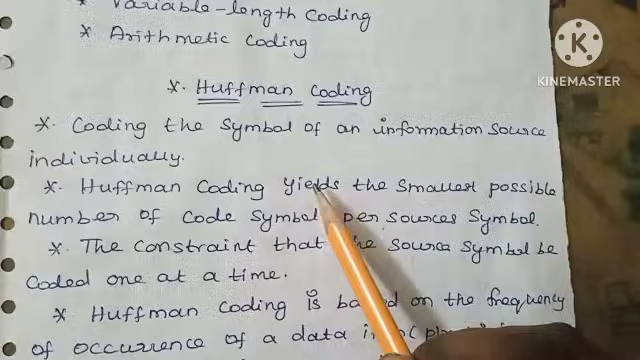 * Variable-length Coding
* Arithmetic Coding
* Huffman Coding
* Coding the Symbol of an information Source
individually.
* Huffman Coding yields the smallest possible
number of Code Symbol per sources Symbol.
* The constraint that the source symbol be
Coded one at a time.
* Huffman Coding is based on the frequency
of occurrence of a data
KINEMASTER